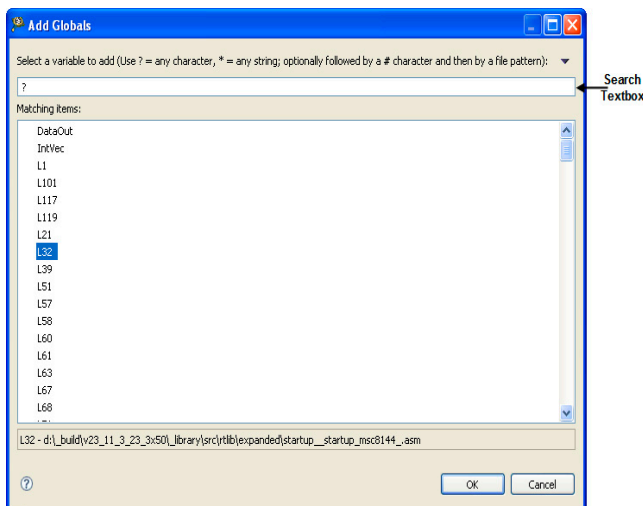 Add Globals
Select a variable to add (Use ? = any character, * = any string; optionally followed by a # character and then by a file pattern):
?
Search
Textbox
Matching items:
DataOut
IntVec
L1
L101
L117
L119
L21
L32
L39
L51
L57
L58
L60
L61
L63
L67
L68
L32 - d:\_build\v23_11_3_23_3x50\_library\src\rtlib\expanded\startup__startup_msc8144_.asm
?
OK
Cancel